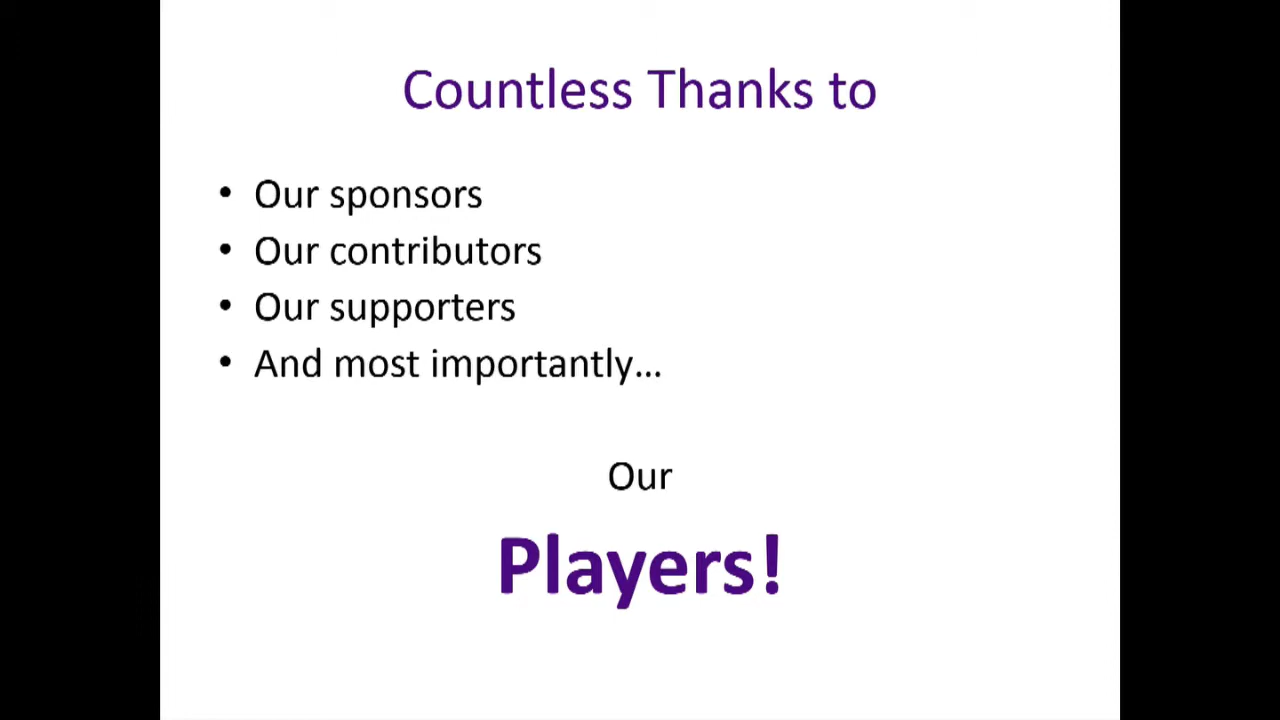 Countless Thanks to
• Our sponsors
• Our contributors
• Our supporters
• And most importantly…
Our
Players!